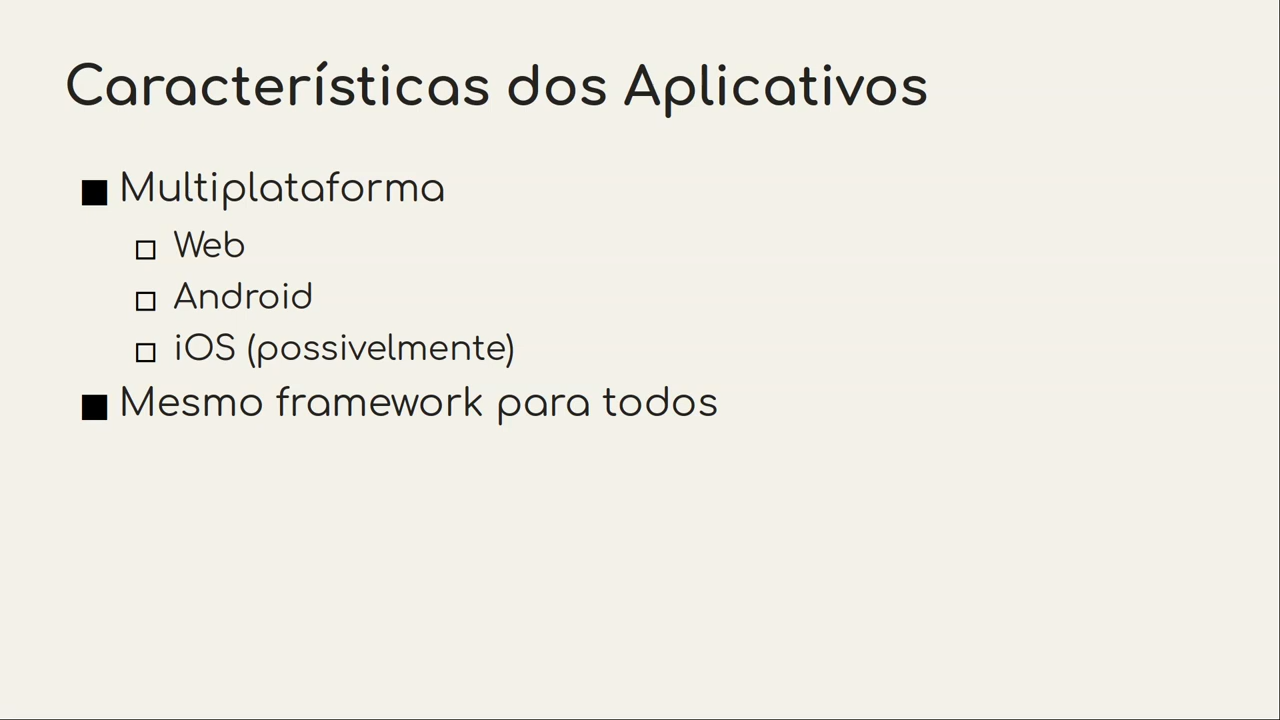 Características dos Aplicativos
Multiplataforma
Web
Android
iOS (possivelmente)
Mesmo framework para todos